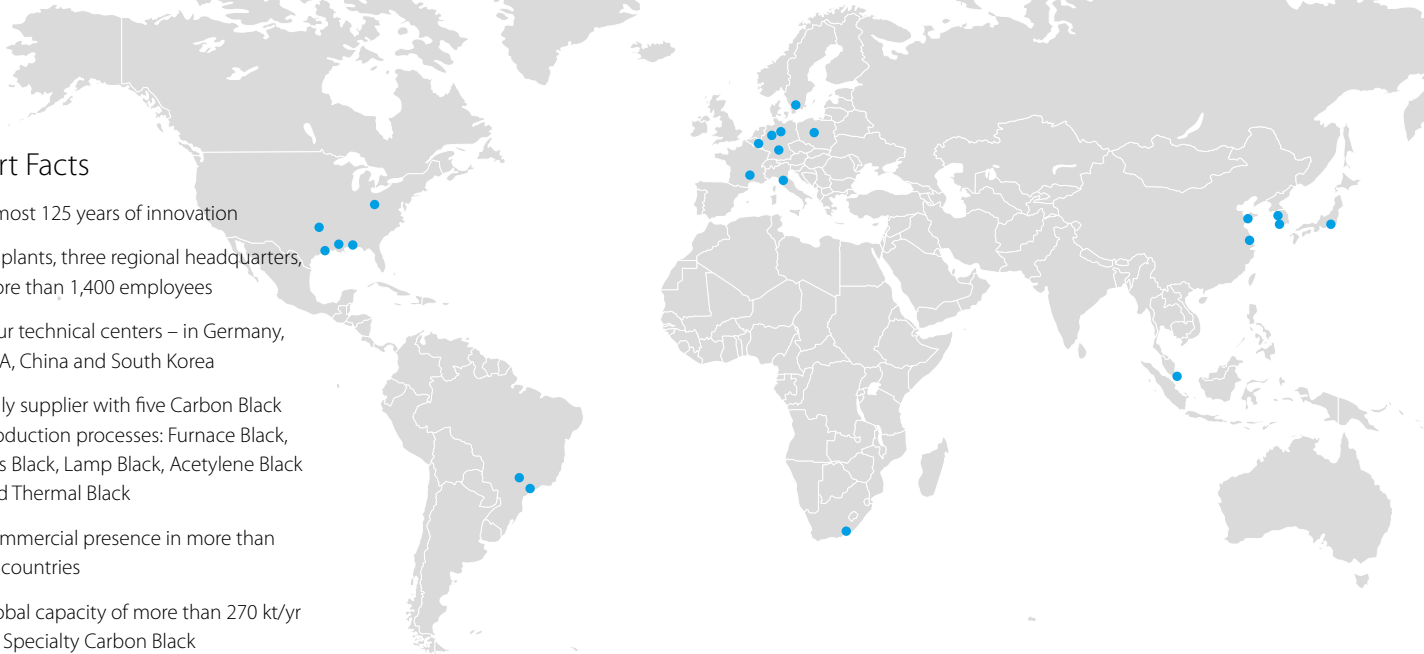 rt Facts
most 125 years of innovation
plants, three regional headquarters,
ore than 1,400 employees
ur technical centers – in Germany,
A, China and South Korea
ly supplier with five Carbon Black
oduction processes: Furnace Black,
s Black, Lamp Black, Acetylene Black
d Thermal Black
mmercial presence in more than
countries
obal capacity of more than 270 kt/yr
Specialty Carbon Black